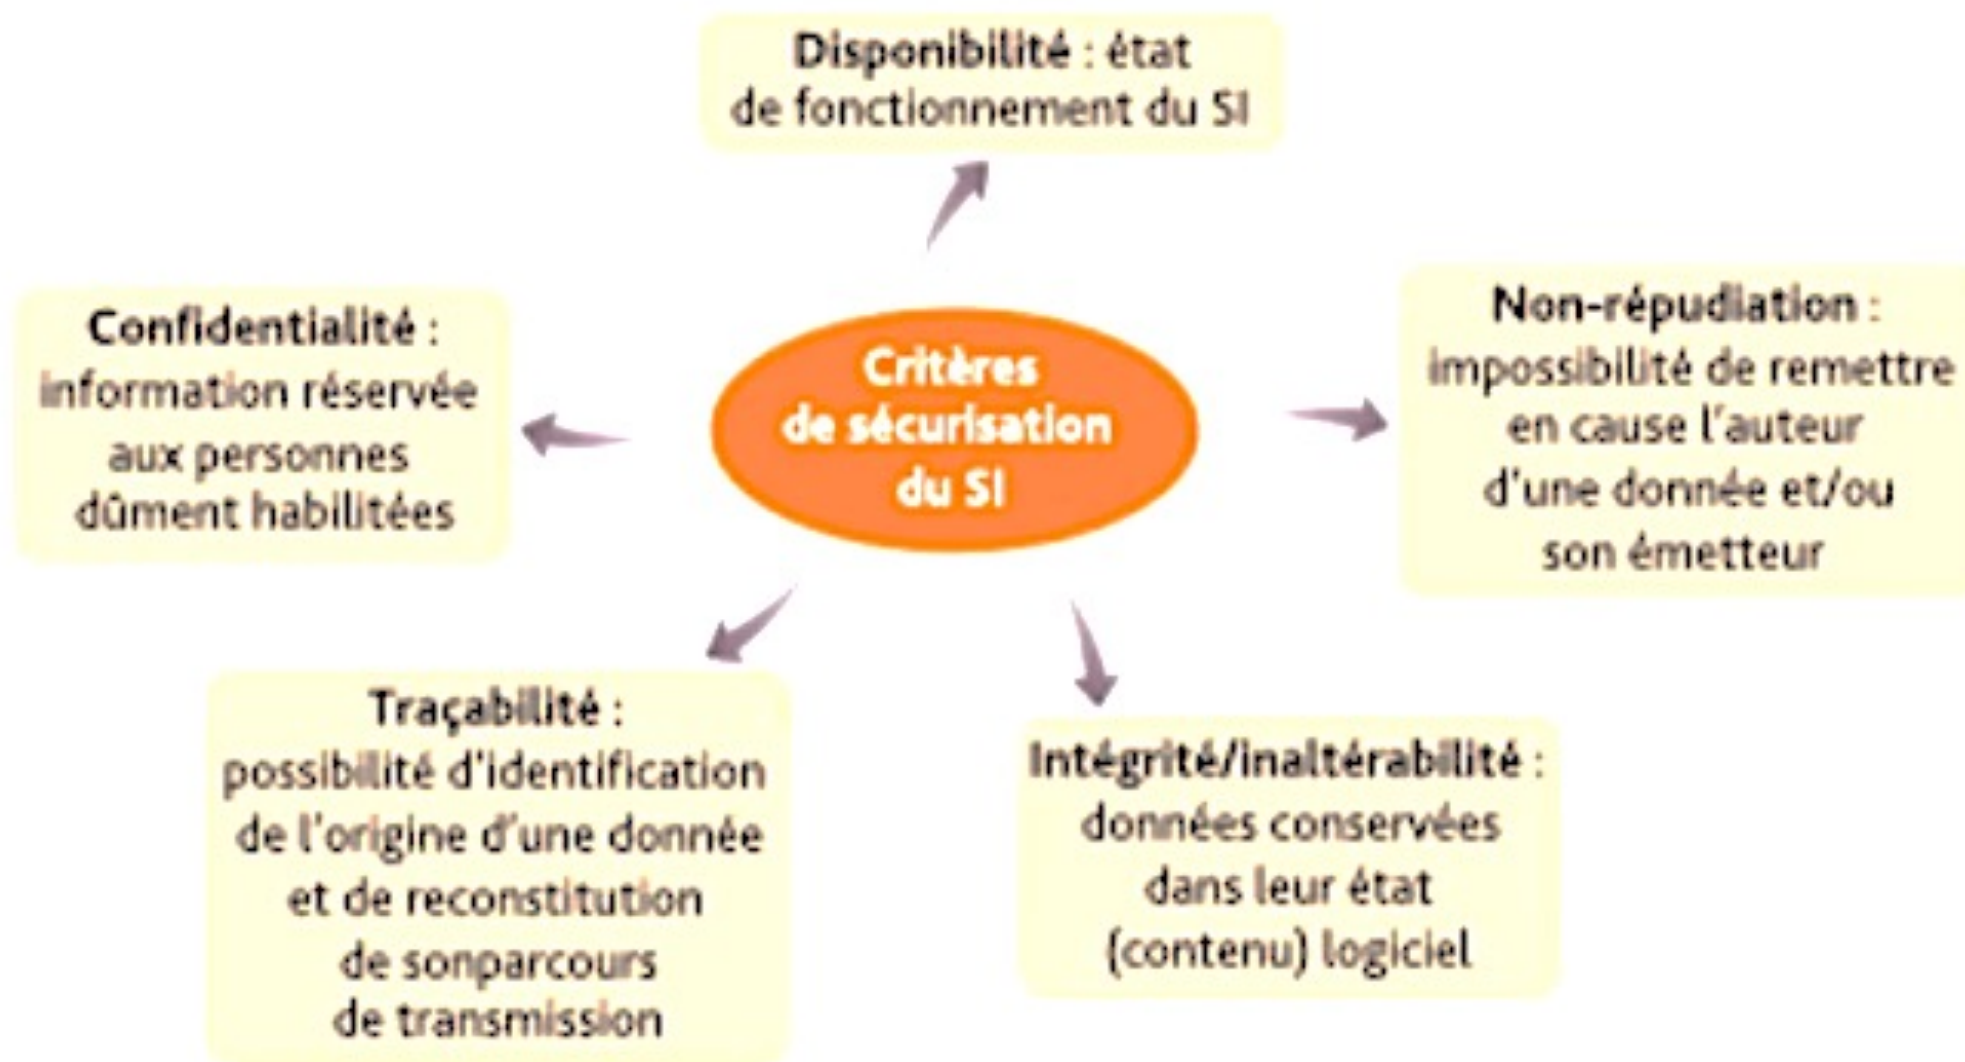 Disponibilité : état
de fonctionnement du SI
Confidentialité :
information réservée
aux personnes
dûment habilitées
Critères
de sécurisation
du SI
Non-répudiation :
impossibilité de remettre
en cause l'auteur
d'une donnée et/ou
son émetteur
Traçabilité :
possibilité d'identification
de l'origine d'une donnée
et de reconstitution
de sonparcours
de transmission
Intégrité/inaltérabilité :
données conservées
dans leur état
(contenu) logiciel